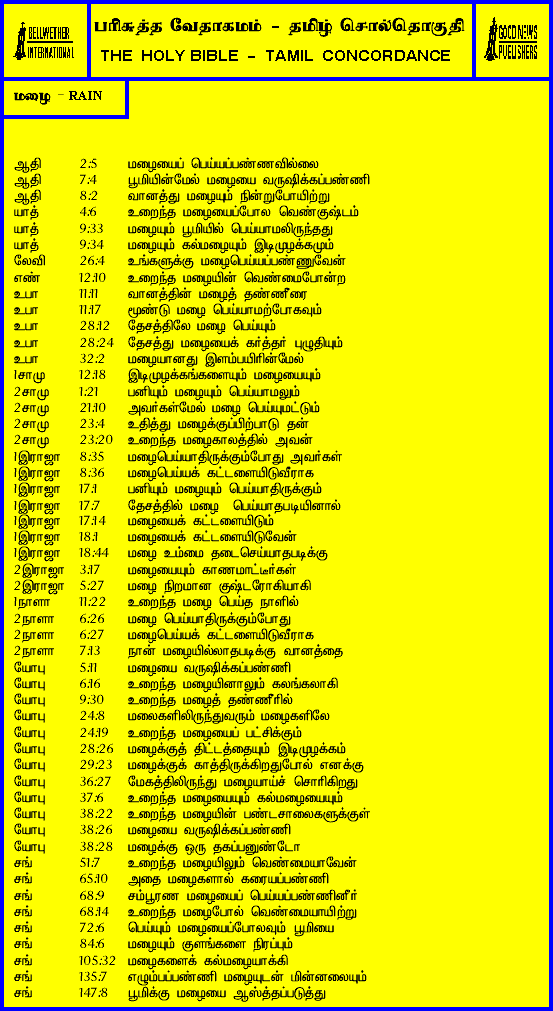 BELLWETHER
INTERNATIONAL
பரிசுத்த வேதாகமம் - தமிழ் சொல்தொகுதி
THE HOLY BIBLE - TAMIL CONCORDANCE
GOOD NEWS
PUBLISHERS
மழை - RAIN
ஆதி 2:5 மழையைப் பெய்யப்பண்ணவில்லை
ஆதி 7:4 பூமியின்மேல் மழையை வருஷிக்கப்பண்ணி
ஆதி 8:2 வானத்து மழையும் நின்றுபோயிற்று
யாத் 4:6 உறைந்த மழையைப்போல வெண்குஷ்டம்
யாத் 9:33 மழையும் பூமியில் பெய்யாமலிருந்தது
யாத் 9:34 மழையும் கல்மழையும் இடிமுழக்கமும்
லேவி 26:4 உங்களுக்கு மழைபெய்யப்பண்ணுவேன்
எண் 12:10 உறைந்த மழையின் வெண்மைபோன்ற
உபா 11:11 வானத்தின் மழைத் தண்ணீரை
உபா 11:17 மூண்டு மழை பெய்யாமற்போகவும்
உபா 28:12 தேசத்திலே மழை பெய்யும்
உபா 28:24 தேசத்து மழையைக் கர்த்தர் புழுதியும்
உபா 32:2 மழையானது இளம்பயிரின்மேல்
1சாமு 12:18 இடிமுழக்கங்களையும் மழையையும்
2சாமு 1:21 பனியும் மழையும் பெய்யாமலும்
2சாமு 21:10 அவர்கள்மேல் மழை பெய்யுமட்டும்
2சாமு 23:4 உதித்து மழைக்குப்பிற்பாடு தன்
2சாமு 23:20 உறைந்த மழைகாலத்தில் அவன்
1இராஜா 8:35 மழைபெய்யாதிருக்கும்போது அவர்கள்
1இராஜா 8:36 மழைபெய்யக் கட்டளையிடுவீராக
1இராஜா 17:1 பனியும் மழையும் பெய்யாதிருக்கும்
1இராஜா 17:7 தேசத்தில் மழை பெய்யாதபடியினால்
1இராஜா 17:14 மழையைக் கட்டளையிடும்
1இராஜா 18:1 மழையைக் கட்டளையிடுவேன்
1இராஜா 18:44 மழை உம்மை தடைசெய்யாதபடிக்கு
2இராஜா 3:17 மழையையும் காணமாட்டீர்கள்
2இராஜா 5:27 மழை நிறமான குஷ்டரோகியாகி
1நாளா 11:22 உறைந்த மழை பெய்த நாளில்
2நாளா 6:26 மழை பெய்யாதிருக்கும்போது
2நாளா 6:27 மழைபெய்யக் கட்டளையிடுவீராக
2நாளா 7:13 நான் மழையில்லாதபடிக்கு வானத்தை
யோபு 5:11 மழையை வருஷிக்கப்பண்ணி
யோபு 6:16 உறைந்த மழையினாலும் கலங்கலாகி
யோபு 9:30 உறைந்த மழைத் தண்ணீரில்
யோபு 24:8 மலைகளிலிருந்துவரும் மழைகளிலே
யோபு 24:19 உறைந்த மழையைப் பட்சிக்கும்
யோபு 28:26 மழைக்குத் திட்டத்தையும் இடிமுழக்கம்
யோபு 29:23 மழைக்குக் காத்திருக்கிறதுபோல் எனக்கு
யோபு 36:27 மேகத்திலிருந்து மழையாய்ச் சொரிகிறது
யோபு 37:6 உறைந்த மழையையும் கல்மழையையும்
யோபு 38:22 உறைந்த மழையின் பண்டசாலைகளுக்குள்
யோபு 38:26 மழையை வருஷிக்கப்பண்ணி
யோபு 38:28 மழைக்கு ஒரு தகப்பனுண்டோ
சங் 51:7 உறைந்த மழையிலும் வெண்மையாவேன்
சங் 65:10 அதை மழைகளால் கரையப்பண்ணி
சங் 68:9 சம்பூரண மழையைப் பெய்யப்பண்ணினீர்
சங் 68:14 உறைந்த மழைபோல் வெண்மையாயிற்று
சங் 72:6 பெய்யும் மழையைப்போலவும் பூமியை
சங் 84:6 மழையும் குளங்களை நிரப்பும்
சங் 105:32 மழைகளைக் கல்மழையாக்கி
சங் 135:7 எழும்பப்பண்ணி மழையுடன் மின்னலையும்
சங் 147:8 பூமிக்கு மழையை ஆஸ்த்தப்படுத்து